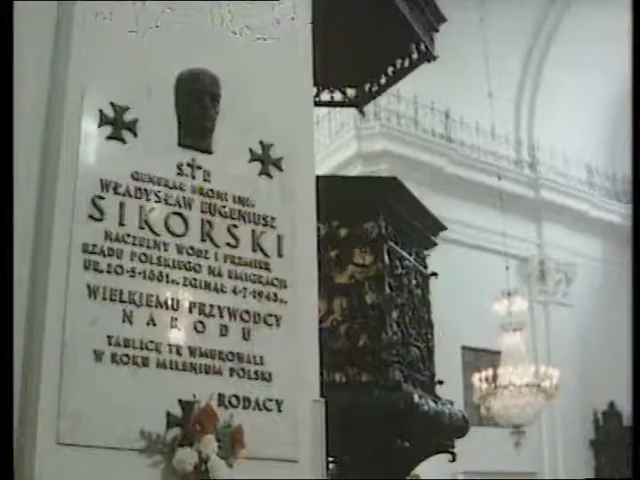 Ś.†P.
GENERAŁ BRONI INŻ.
WŁADYSŁAW EUGENIUSZ
SIKORSKI
NACZELNY WÓDZ I PREMIER
RZĄDU POLSKIEGO NA EMIGRACJI
UR. 20-5-1881 R. ZGINĄŁ 4-7-1943 R.
WIELKIEMU PRZYWÓDCY
NARODU
TABLICĘ TĘ WMUROWALI
W ROKU MILENIUM POLSKI
RODACY